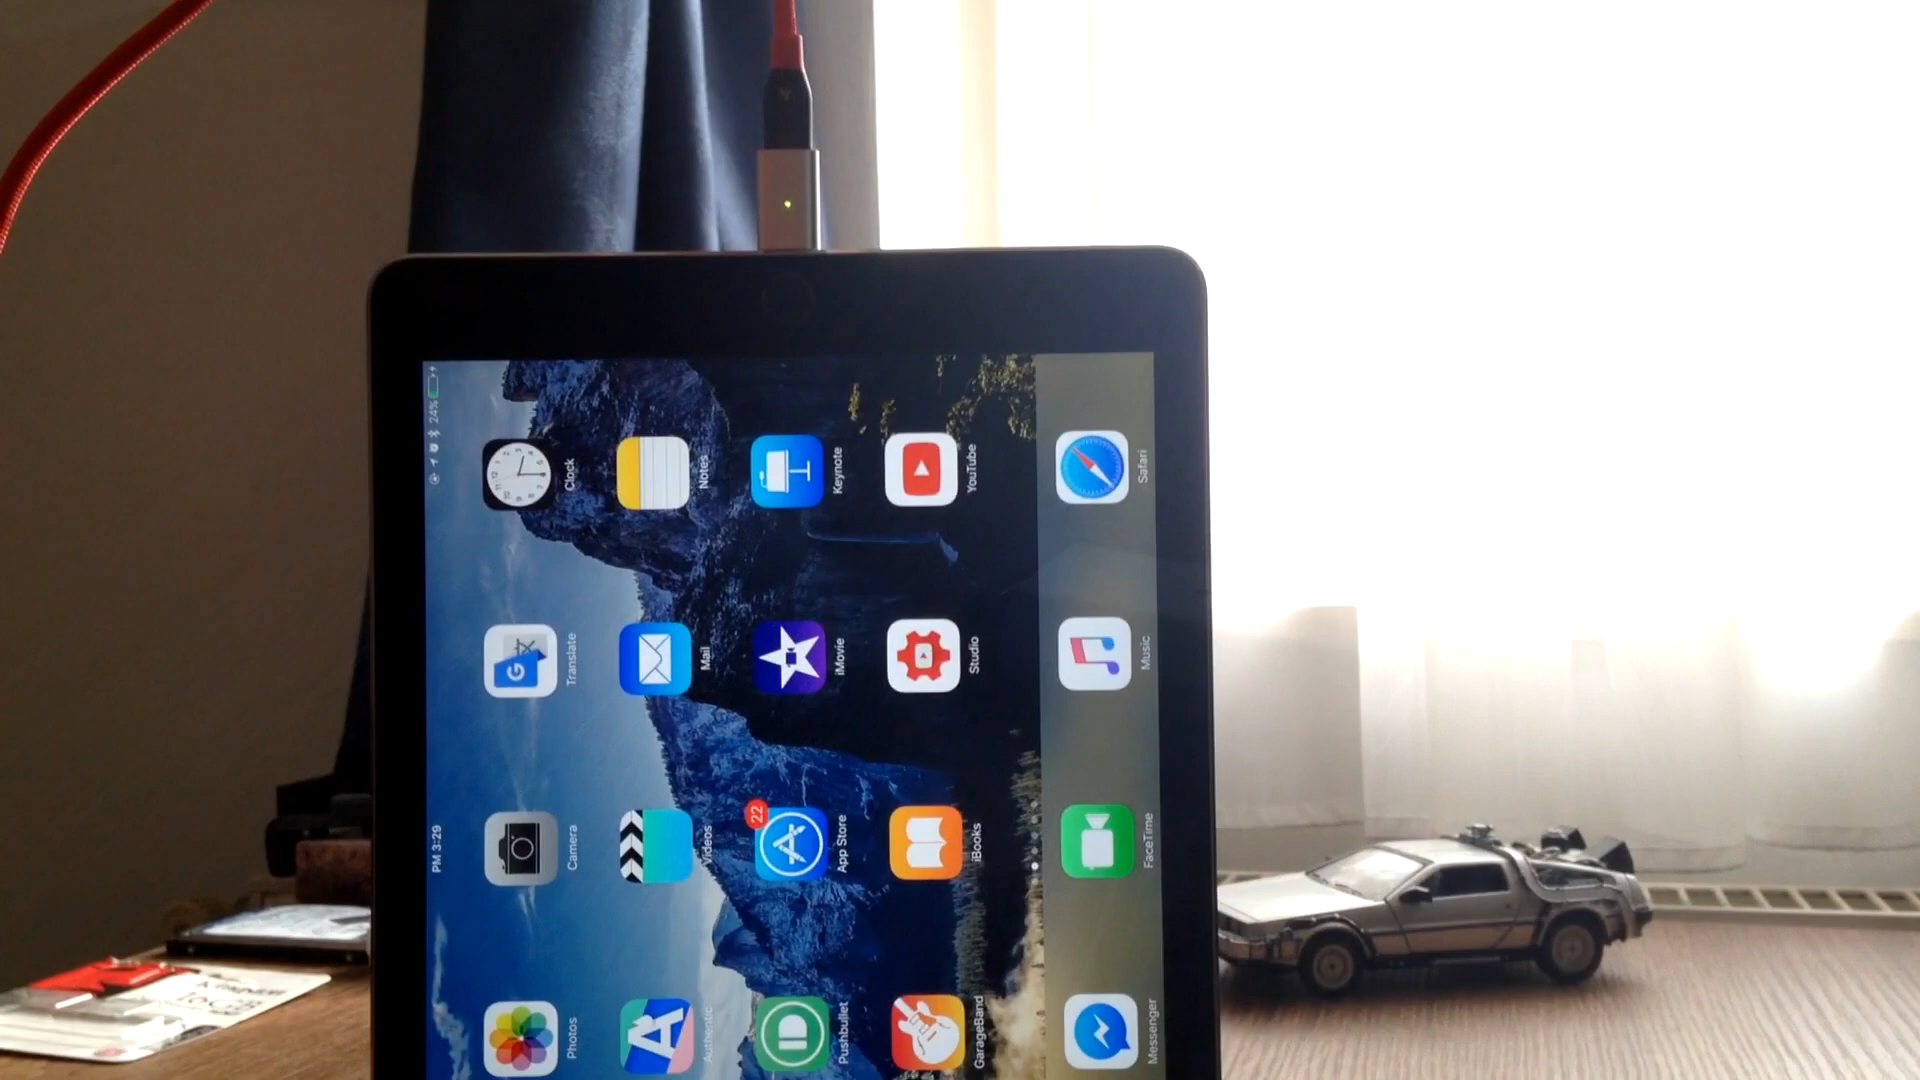 PM 3:29
24%
Photos
Camera
Translate
Clock
Authentic
Videos
Mail
Notes
Pushbullet
22
App Store
iMovie
Keynote
GarageBand
iBooks
Studio
YouTube
Messenger
FaceTime
Music
Safari
16GB